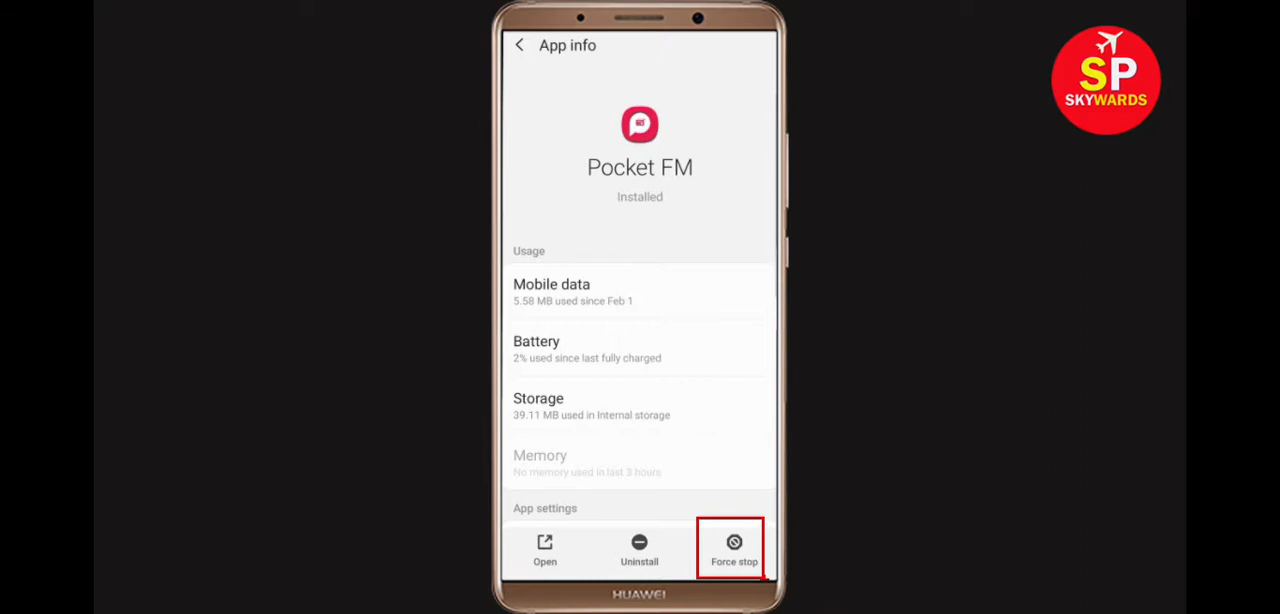 App info
SP
SKYWARDS
Pocket FM
Installed
Usage
Mobile data
5.58 MB used since Feb 1
Battery
2% used since last fully charged
Storage
39.11 MB used in Internal storage
Memory
No memory used in last 3 hours
App settings
Open
Uninstall
Force stop
HUAWEI